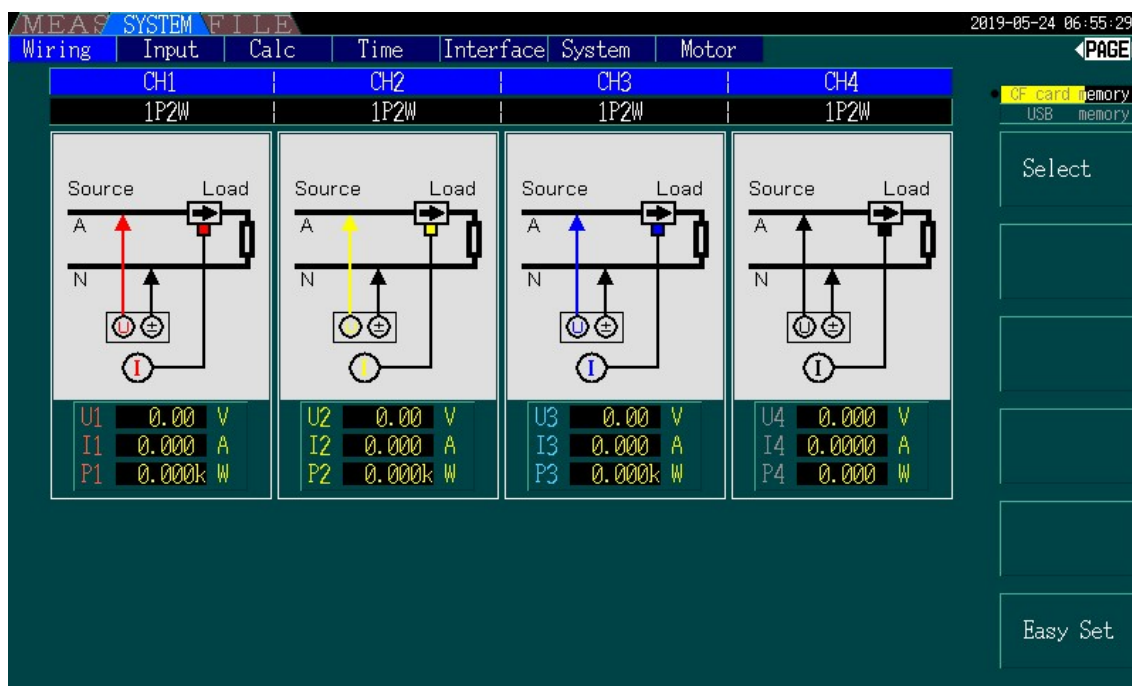 MEAS SYSTEM FILE 2019-05-24 06:55:29
Wiring Input Calc Time Interface System Motor PAGE
CH1 CH2 CH3 CH4
1P2W 1P2W 1P2W 1P2W
CF card memory
USB memory
Select
Source Load Source Load Source Load Source Load
A A A A
N N N N
U ± U ± U ± U ±
I I I I
U1 0.00 V U2 0.00 V U3 0.00 V U4 0.000 V
I1 0.000 A I2 0.000 A I3 0.000 A I4 0.0000 A
P1 0.000k W P2 0.000k W P3 0.000k W P4 0.000 W
Easy Set